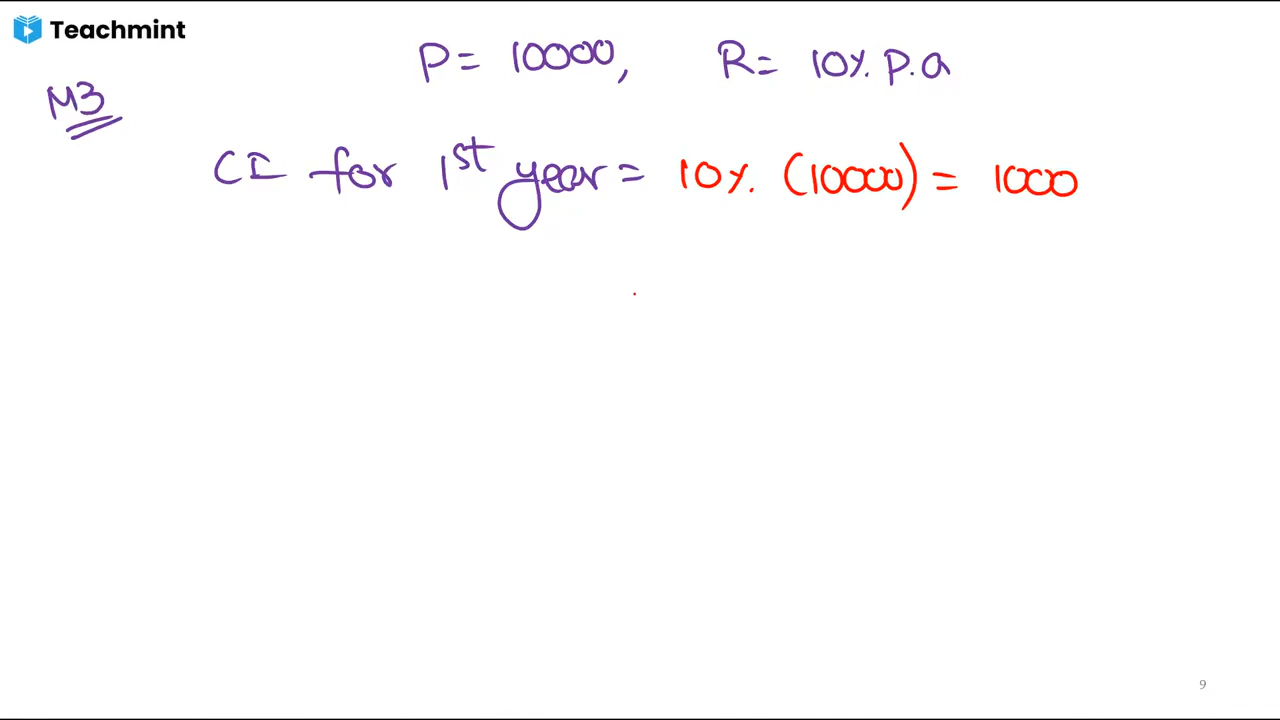 Teachmint
P= 10000, R= 10% p.a
M3
CI for 1st year = 10% (10000) = 1000
9